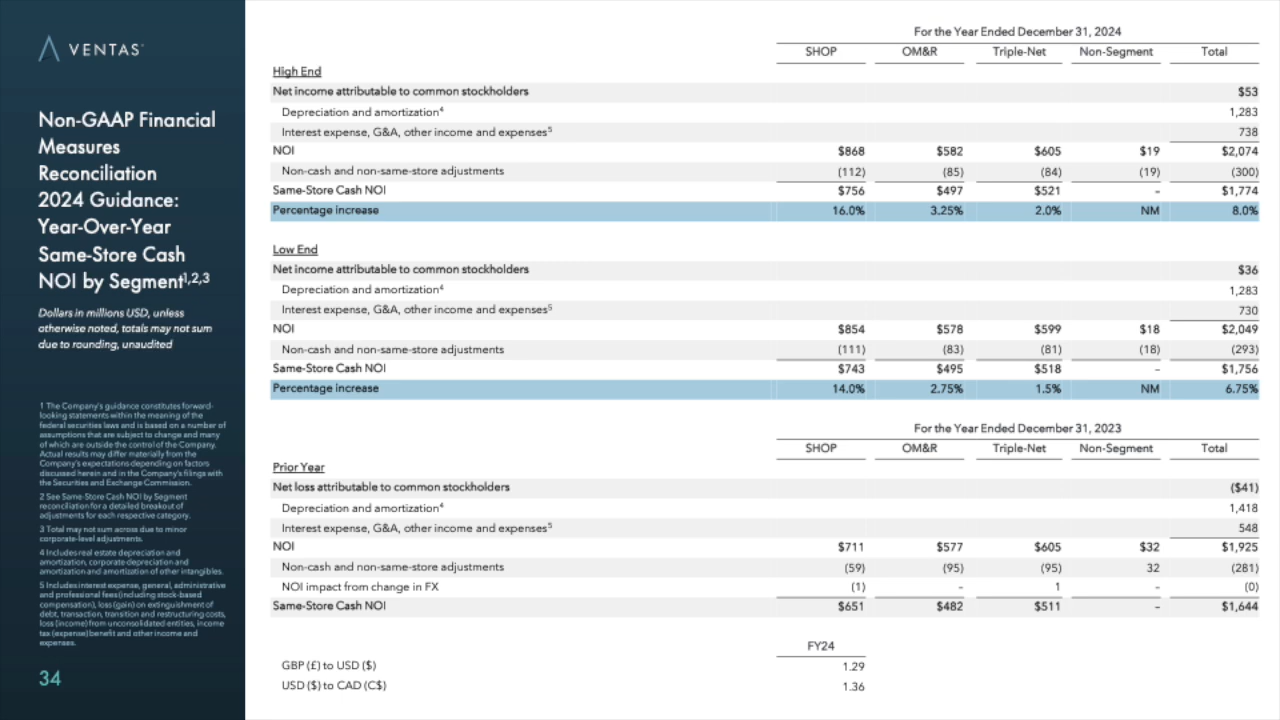 VENTAS™
Non-GAAP Financial
Measures
Reconciliation
2024 Guidance:
Year-Over-Year
Same-Store Cash
NOI by Segment1,2,3
Dollars in millions USD, unless
otherwise noted, totals may not sum
due to rounding, unaudited
1 The Company's guidance constitutes forward-
looking statements within the meaning of the
federal securities laws and is based on a number of
assumptions that are subject to change and many
of which are outside the control of the Company.
Actual results may differ materially from the
Company's expectations depending on factors
discussed herein and in the Company's filings with
the Securities and Exchange Commission.
2 See Same-Store Cash NOI by Segment
reconciliation for a detailed breakout of
adjustments for each respective category.
3 Total may not sum across due to minor
corporate-level adjustments.
4 Includes real estate depreciation and
amortization, corporate depreciation and
amortization and amortization of other intangibles.
5 Includes interest expense, general, administrative
and professional fees (including stock-based
compensation), loss (gain) on extinguishment of
debt, transaction, transition and restructuring costs,
loss (income) from unconsolidated entities, income
tax (expense) benefit and other income and
expenses.
34
For the Year Ended December 31, 2024
SHOP OM&R Triple-Net Non-Segment Total
High End
Net income attributable to common stockholders $53
Depreciation and amortization4 1,283
Interest expense, G&A, other income and expenses5 738
NOI $868 $582 $605 $19 $2,074
Non-cash and non-same-store adjustments (112) (85) (84) (19) (300)
Same-Store Cash NOI $756 $497 $521 – $1,774
Percentage increase 16.0% 3.25% 2.0% NM 8.0%
Low End
Net income attributable to common stockholders $36
Depreciation and amortization4 1,283
Interest expense, G&A, other income and expenses5 730
NOI $854 $578 $599 $18 $2,049
Non-cash and non-same-store adjustments (111) (83) (81) (18) (293)
Same-Store Cash NOI $743 $495 $518 – $1,756
Percentage increase 14.0% 2.75% 1.5% NM 6.75%
For the Year Ended December 31, 2023
SHOP OM&R Triple-Net Non-Segment Total
Prior Year
Net loss attributable to common stockholders ($41)
Depreciation and amortization4 1,418
Interest expense, G&A, other income and expenses5 548
NOI $711 $577 $605 $32 $1,925
Non-cash and non-same-store adjustments (59) (95) (95) 32 (281)
NOI impact from change in FX (1) – 1 – (0)
Same-Store Cash NOI $651 $482 $511 – $1,644
FY24
GBP (£) to USD ($) 1.29
USD ($) to CAD (C$) 1.36